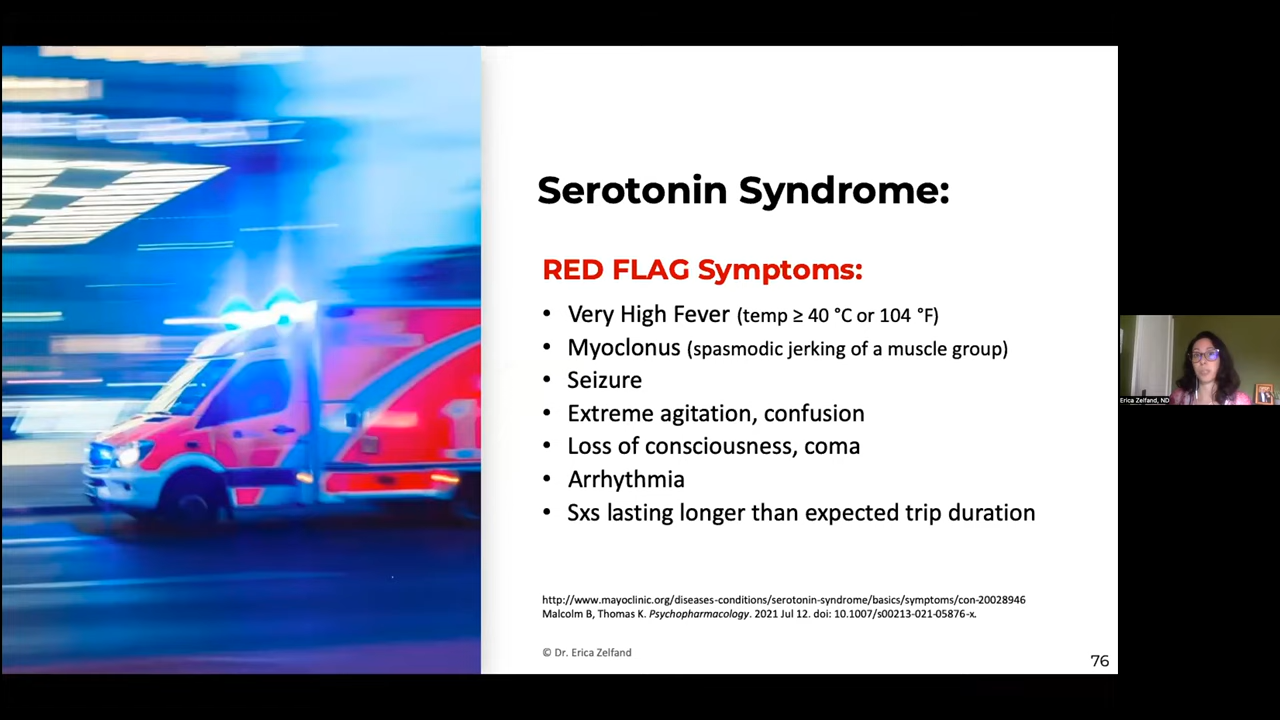 Serotonin Syndrome:
RED FLAG Symptoms:
• Very High Fever (temp ≥ 40 °C or 104 °F)
• Myoclonus (spasmodic jerking of a muscle group)
• Seizure
• Extreme agitation, confusion
• Loss of consciousness, coma
• Arrhythmia
• Sxs lasting longer than expected trip duration
http://www.mayoclinic.org/diseases-conditions/serotonin-syndrome/basics/symptoms/con-20028946
Malcolm B, Thomas K. Psychopharmacology. 2021 Jul 12. doi: 10.1007/s00213-021-05876-x.
© Dr. Erica Zelfand
76
Erica Zelfand, ND